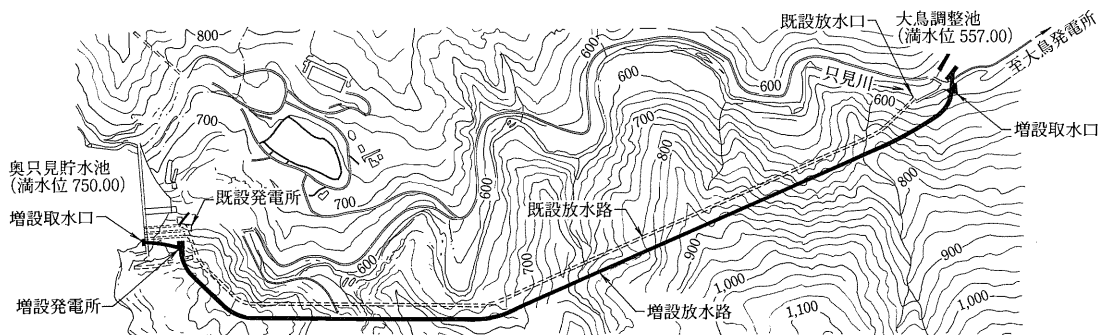 既設放水口
大鳥調整池
(満水位 557.00)
至大鳥発電所
800
600
600
600
只見川
600
増設取水口
700
700
800
800
奥只見貯水池
(満水位 750.00)
既設発電所
増設取水口
700
600
既設放水路
600
700
900
900
1,000
1,000
1,100
増設発電所
増設放水路